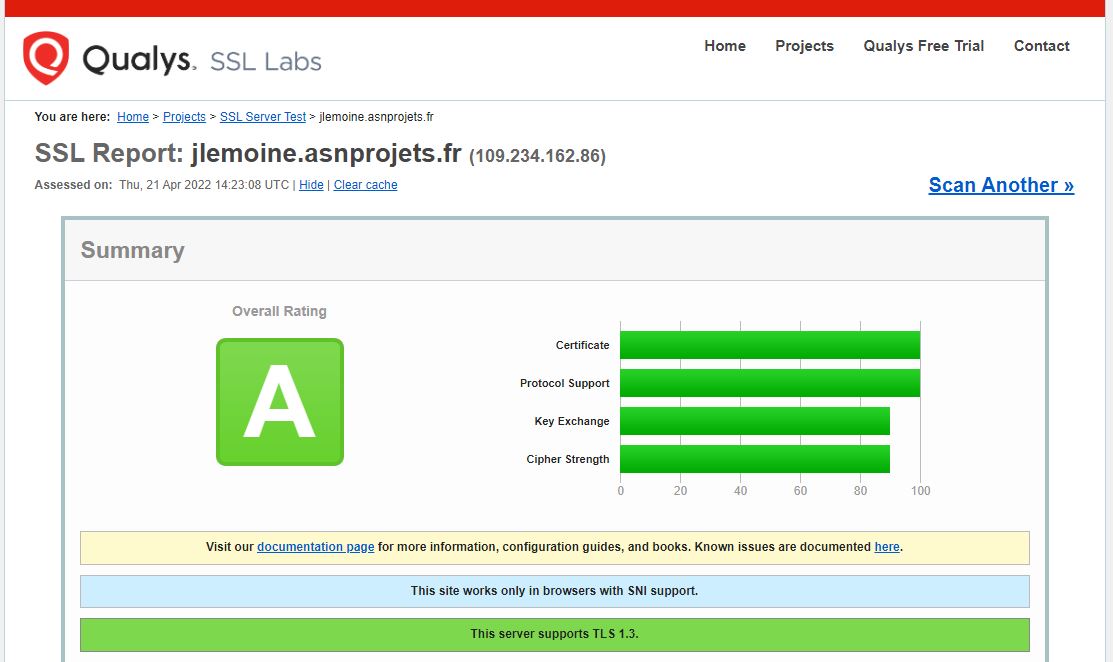 Qualys. SSL Labs
Home Projects Qualys Free Trial Contact
You are here: Home > Projects > SSL Server Test > jlemoine.asnprojets.fr
SSL Report: jlemoine.asnprojets.fr (109.234.162.86)
Assessed on: Thu, 21 Apr 2022 14:23:08 UTC | Hide | Clear cache
Scan Another »
Summary
Overall Rating
A
Certificate
Protocol Support
Key Exchange
Cipher Strength
0 20 40 60 80 100
Visit our documentation page for more information, configuration guides, and books. Known issues are documented here.
This site works only in browsers with SNI support.
This server supports TLS 1.3.